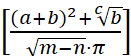 [((a+b)² + ᶜ√b) / (√(m−n)·π)]